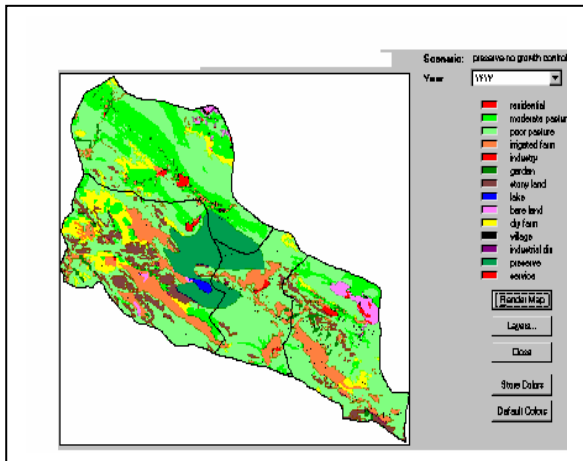 Scenario: preserve-no growth control
Year
residential
moderate pasture
poor pasture
irrigated farm
industry
garden
stony land
lake
bare land
dry farm
village
industrial dis
preserve
service
Render Map
Layers...
Close
Store Colors
Default Colors